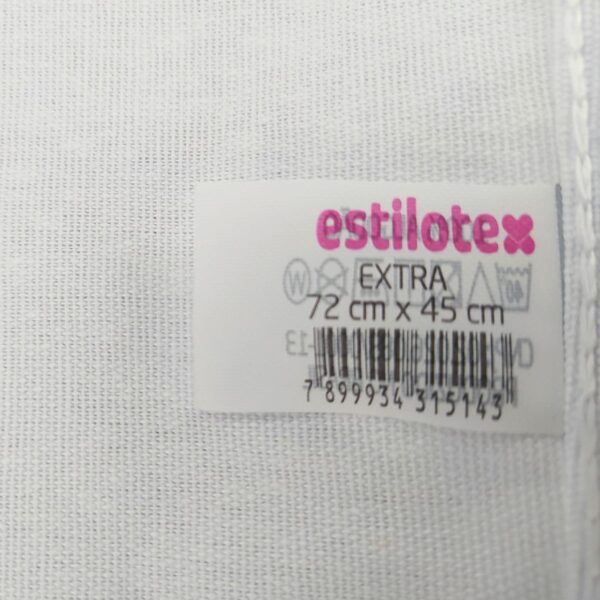 estilotex
EXTRA
72 cm x 45 cm
7 899934 315143